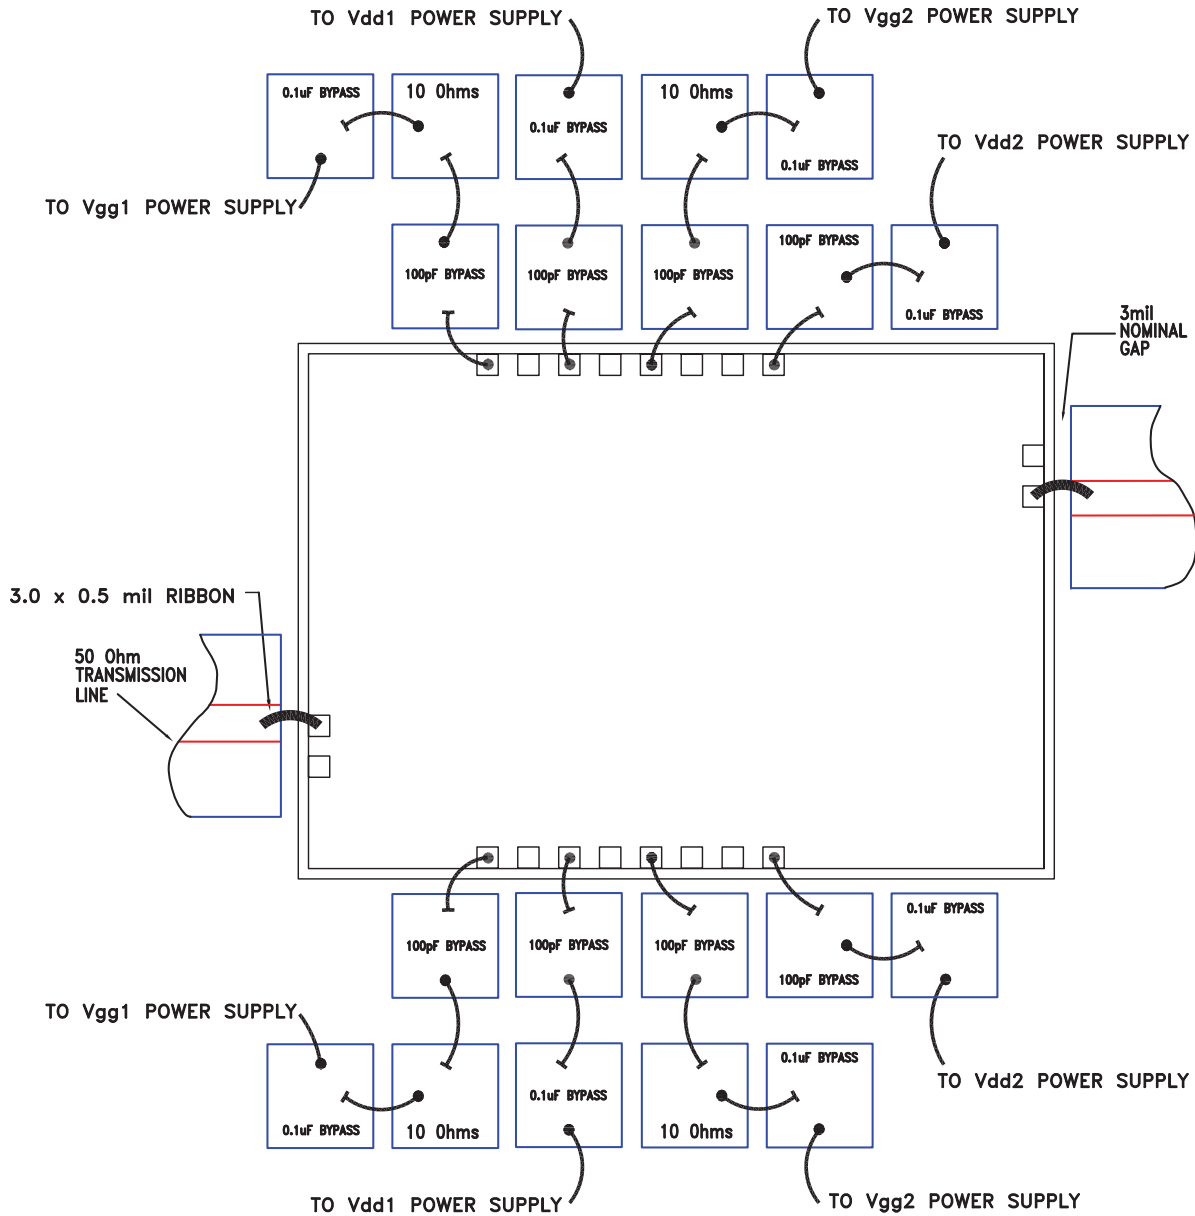 TO Vdd1 POWER SUPPLY
TO Vgg2 POWER SUPPLY
0.1uF BYPASS
10 Ohms
0.1uF BYPASS
10 Ohms
0.1uF BYPASS
TO Vdd2 POWER SUPPLY
TO Vgg1 POWER SUPPLY
100pF BYPASS
100pF BYPASS
100pF BYPASS
100pF BYPASS
0.1uF BYPASS
3mil
NOMINAL
GAP
3.0 x 0.5 mil RIBBON
50 Ohm
TRANSMISSION
LINE
100pF BYPASS
100pF BYPASS
100pF BYPASS
100pF BYPASS
0.1uF BYPASS
TO Vgg1 POWER SUPPLY
0.1uF BYPASS
10 Ohms
0.1uF BYPASS
10 Ohms
0.1uF BYPASS
TO Vdd2 POWER SUPPLY
TO Vdd1 POWER SUPPLY
TO Vgg2 POWER SUPPLY